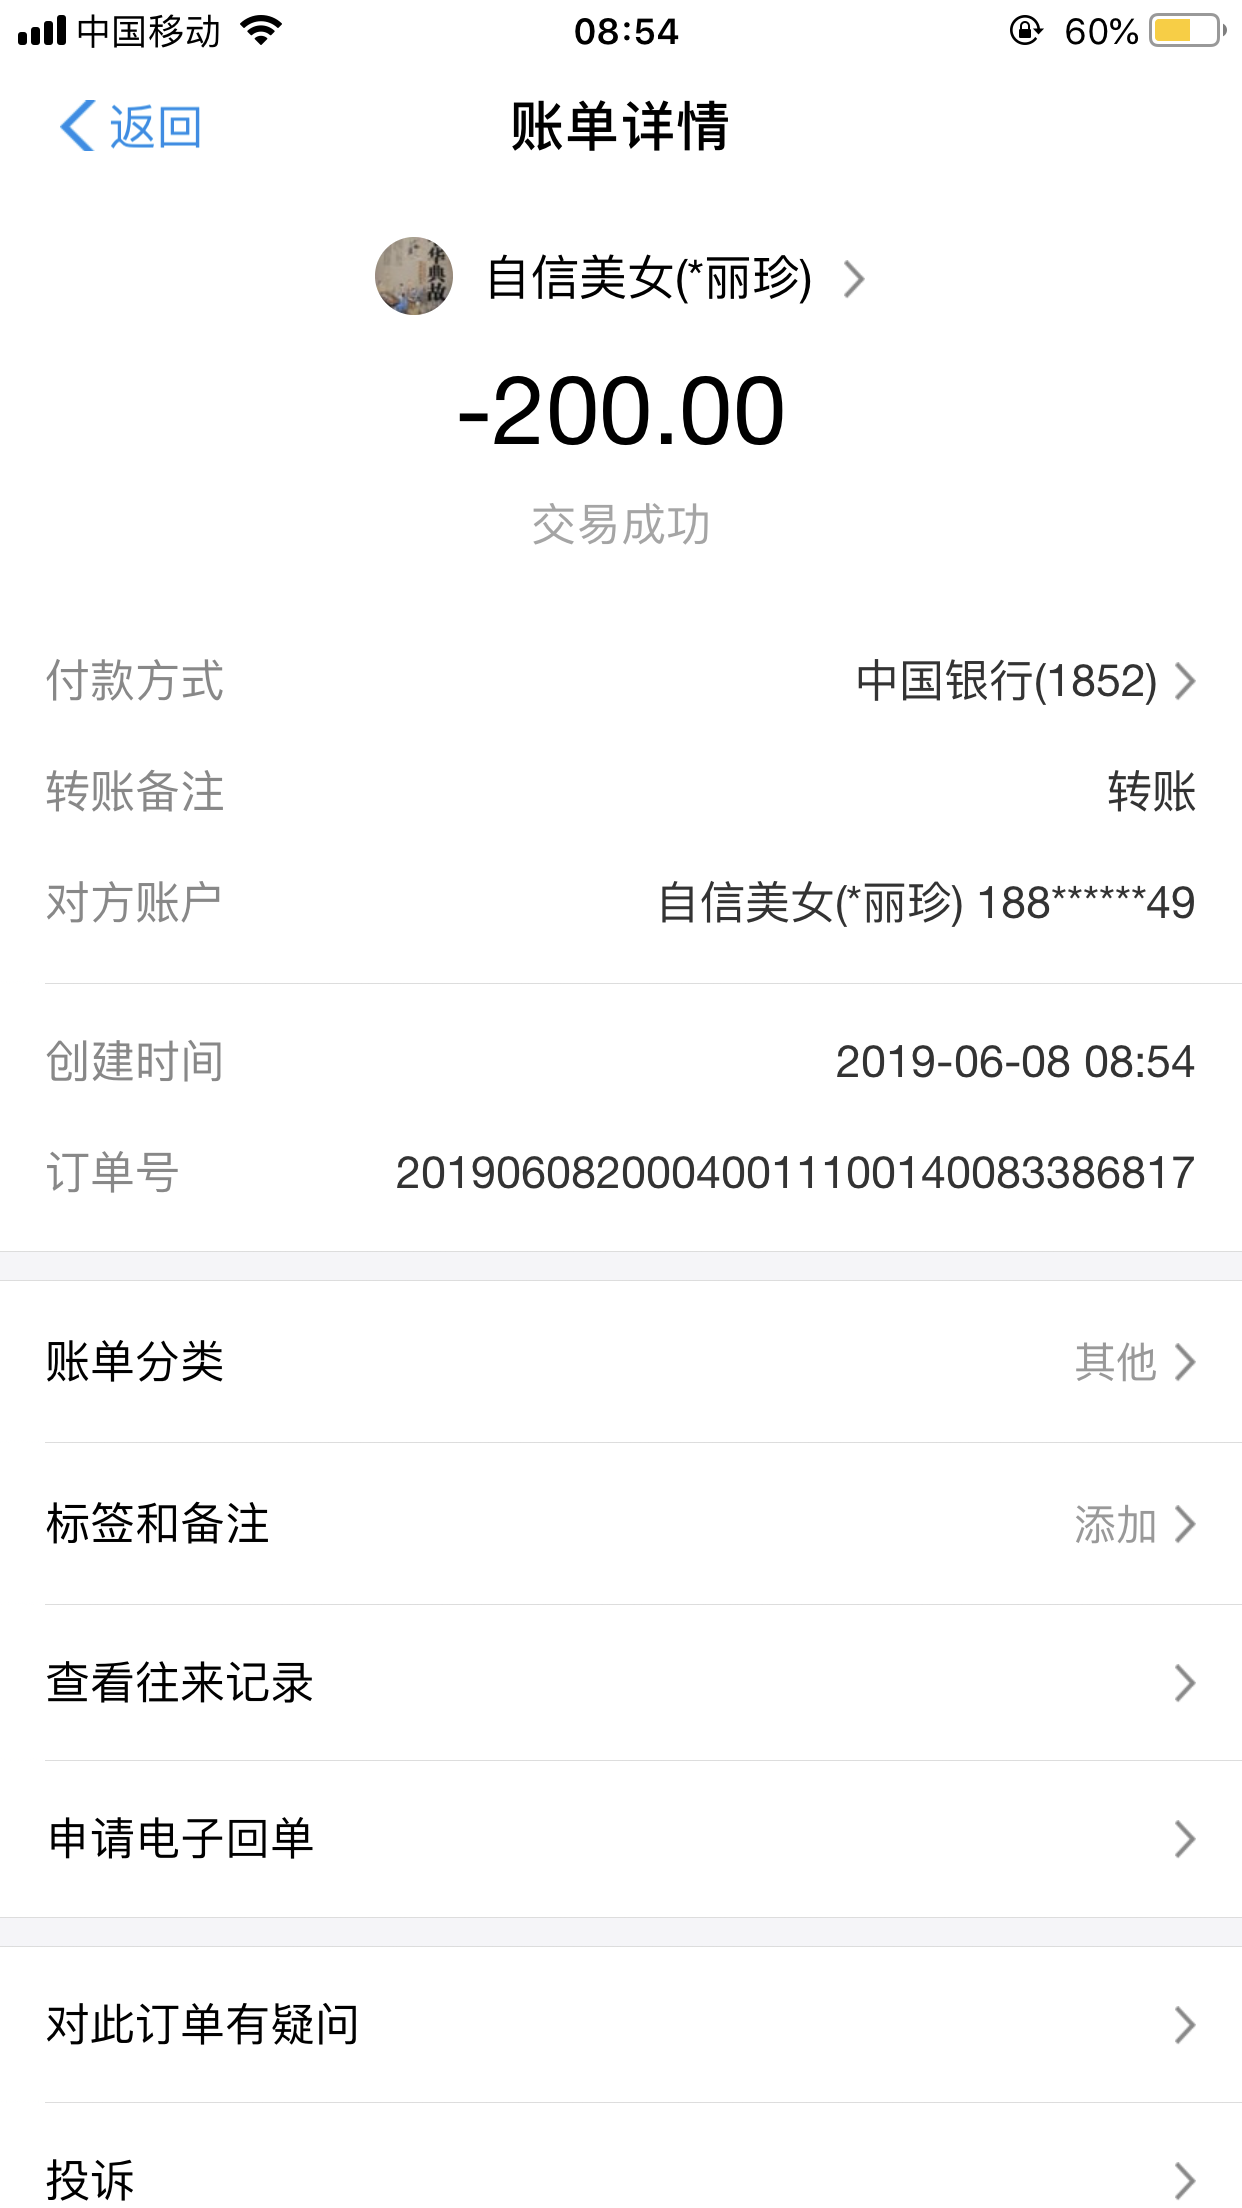 中国移动 08:54 60%
返回 账单详情
自信美女(*丽珍)
-200.00
交易成功
付款方式 中国银行(1852)
转账备注 转账
对方账户 自信美女(*丽珍) 188******49
创建时间 2019-06-08 08:54
订单号 20190608200040011100140083386817
账单分类 其他
标签和备注 添加
查看往来记录
申请电子回单
对此订单有疑问
投诉